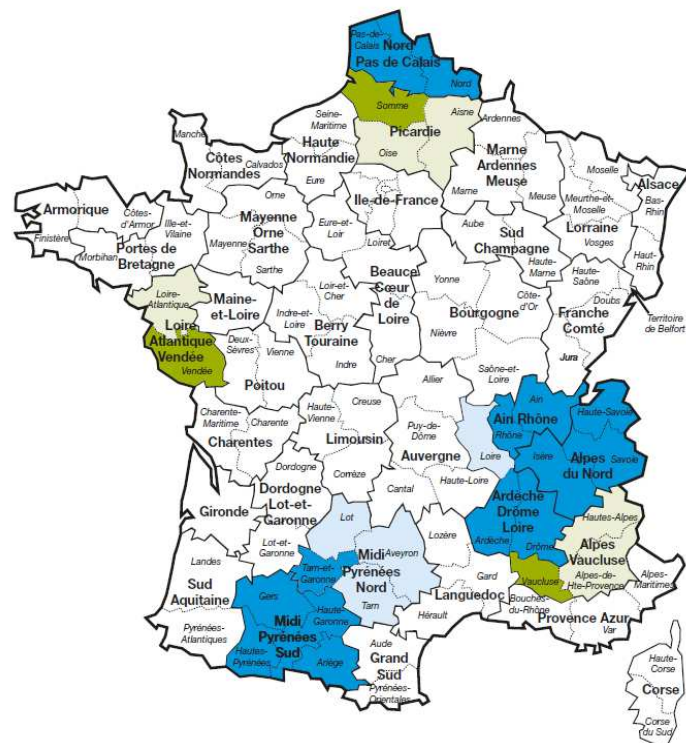 Pas-de-
Calais
Nord
Pas de Calais
Nord
Somme
Aisne
Picardie
Oise
Ardennes
Seine-
Maritime
Haute
Normandie
Eure
Manche
Calvados
Côtes
Normandes
Orne
Marne
Ardennes
Meuse
Marne
Meuse
Moselle
Meurthe-et-
Moselle
Lorraine
Vosges
Alsace
Bas-
Rhin
Haut-
Rhin
Ile-de-France
Armorique
Côtes-
d'Armor
Finistère
Morbihan
Ille-et-
Vilaine
Portes de
Bretagne
Mayenne
Orne
Sarthe
Mayenne
Sarthe
Eure-et-
Loir
Loiret
Aube
Sud
Champagne
Haute-
Marne
Haute-
Saône
Doubs
Territoire
de Belfort
Franche
Comté
Jura
Beauce
Cœur
de
Loire
Loir-et-
Cher
Yonne
Côte-
d'Or
Bourgogne
Nièvre
Saône-et-
Loire
Loire-
Atlantique
Loire
Atlantique
Vendée
Vendée
Maine-
et-Loire
Indre-et-
Loire
Berry
Touraine
Indre
Cher
Deux-
Sèvres
Vienne
Poitou
Allier
Ain
Ain Rhône
Rhône
Haute-Savoie
Savoie
Isère
Alpes
du Nord
Loire
Charente-
Maritime
Charente
Charentes
Haute-
Vienne
Creuse
Limousin
Corrèze
Puy-de-
Dôme
Auvergne
Cantal
Haute-Loire
Ardèche
Drôme
Loire
Ardèche
Drôme
Dordogne
Dordogne
Lot-et-
Garonne
Lot-et-
Garonne
Gironde
Lot
Aveyron
Midi
Pyrénées
Nord
Tarn
Tarn-et-
Garonne
Lozère
Gard
Languedoc
Hérault
Hautes-Alpes
Alpes
Vaucluse
Vaucluse
Alpes-de-
Hte-Provence
Alpes-
Maritimes
Bouches-
du-Rhône
Provence Azur
Var
Landes
Sud
Aquitaine
Pyrénées-
Atlantiques
Gers
Haute-
Garonne
Midi
Pyrénées
Sud
Hautes-
Pyrénées
Ariège
Aude
Grand
Sud
Pyrénées-
Orientales
Haute-
Corse
Corse
Corse
du Sud